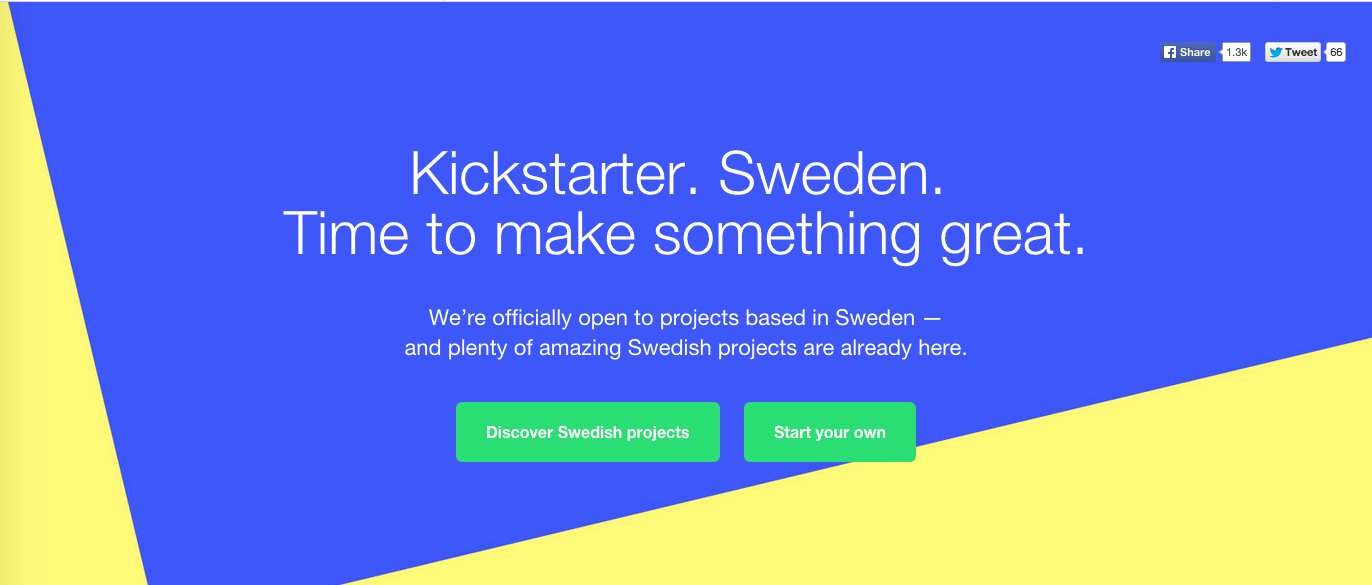 Share 1.3k Tweet 66
Kickstarter. Sweden.
Time to make something great.
We’re officially open to projects based in Sweden —
and plenty of amazing Swedish projects are already here.
Discover Swedish projects Start your own